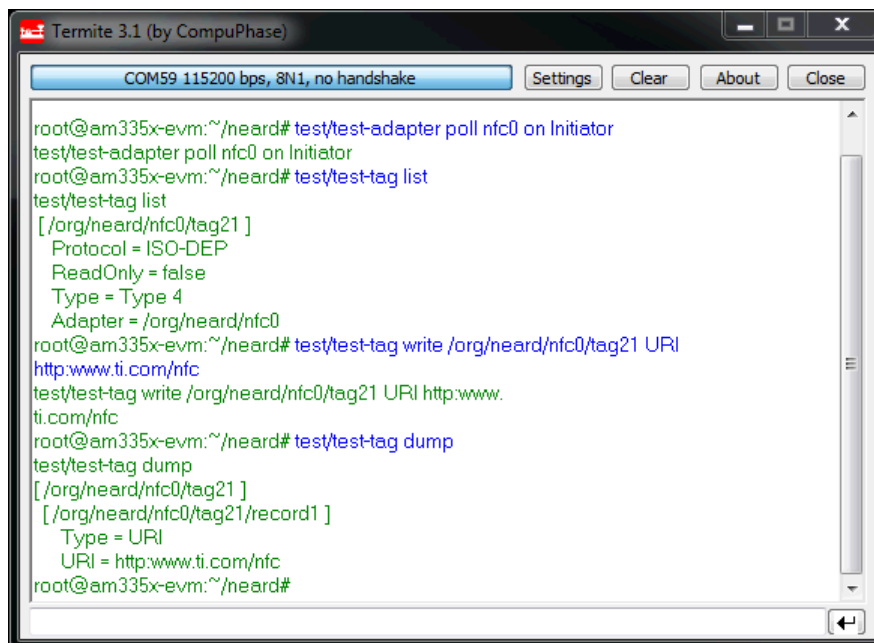 Termite 3.1 (by CompuPhase)
COM59 115200 bps, 8N1, no handshake
Settings
Clear
About
Close
root@am335x-evm:~/neard# test/test-adapter poll nfc0 on Initiator
test/test-adapter poll nfc0 on Initiator
root@am335x-evm:~/neard# test/test-tag list
test/test-tag list
[ /org/neard/nfc0/tag21 ]
Protocol = ISO-DEP
ReadOnly = false
Type = Type 4
Adapter = /org/neard/nfc0
root@am335x-evm:~/neard# test/test-tag write /org/neard/nfc0/tag21 URI
http:www.ti.com/nfc
test/test-tag write /org/neard/nfc0/tag21 URI http:www.
ti.com/nfc
root@am335x-evm:~/neard# test/test-tag dump
test/test-tag dump
[ /org/neard/nfc0/tag21 ]
[ /org/neard/nfc0/tag21/record1 ]
Type = URI
URI = http:www.ti.com/nfc
root@am335x-evm:~/neard#